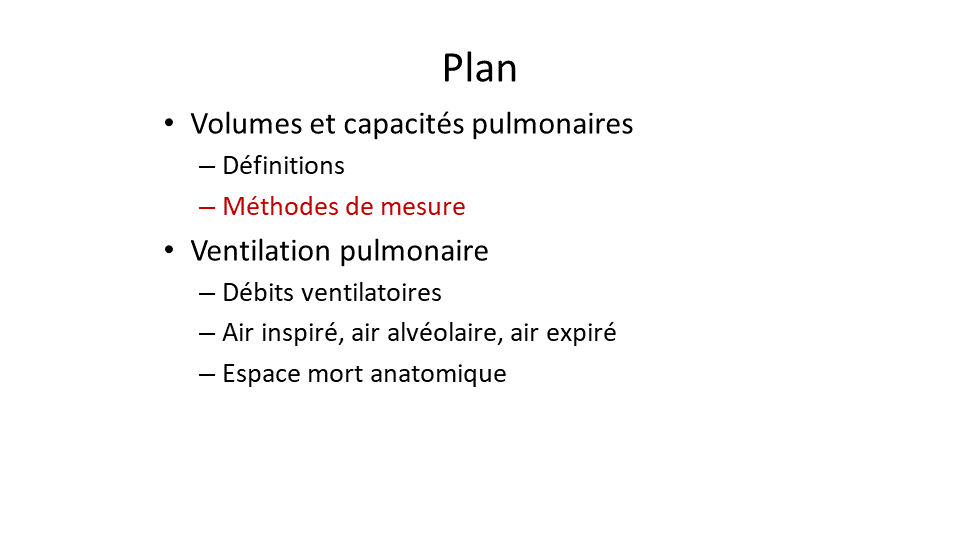 Plan
• Volumes et capacités pulmonaires
– Définitions
– Méthodes de mesure
• Ventilation pulmonaire
– Débits ventilatoires
– Air inspiré, air alvéolaire, air expiré
– Espace mort anatomique